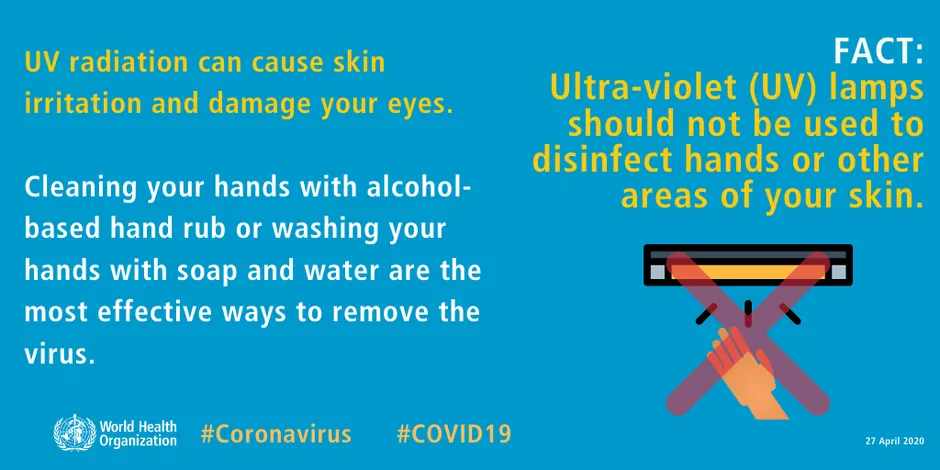 UV radiation can cause skin
irritation and damage your eyes.
Cleaning your hands with alcohol-
based hand rub or washing your
hands with soap and water are the
most effective ways to remove the
virus.
FACT:
Ultra-violet (UV) lamps
should not be used to
disinfect hands or other
areas of your skin.
World Health
Organization
#Coronavirus
#COVID19
27 April 2020